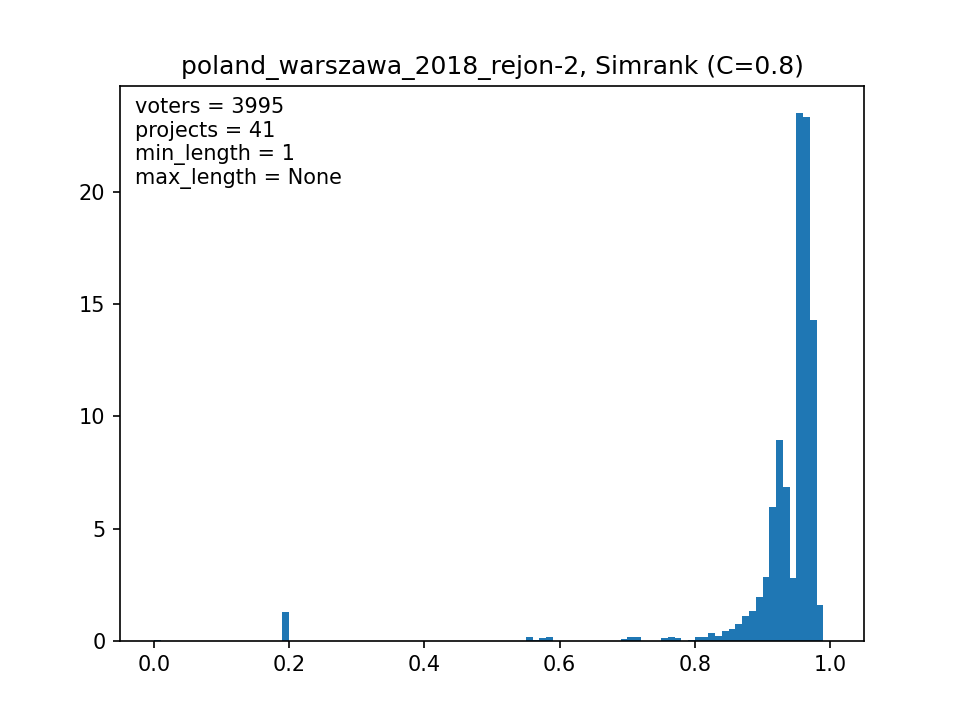 poland_warszawa_2018_rejon-2, Simrank (C=0.8)
voters = 3995
projects = 41
min_length = 1
max_length = None
20
15
10
5
0
0.0 0.2 0.4 0.6 0.8 1.0